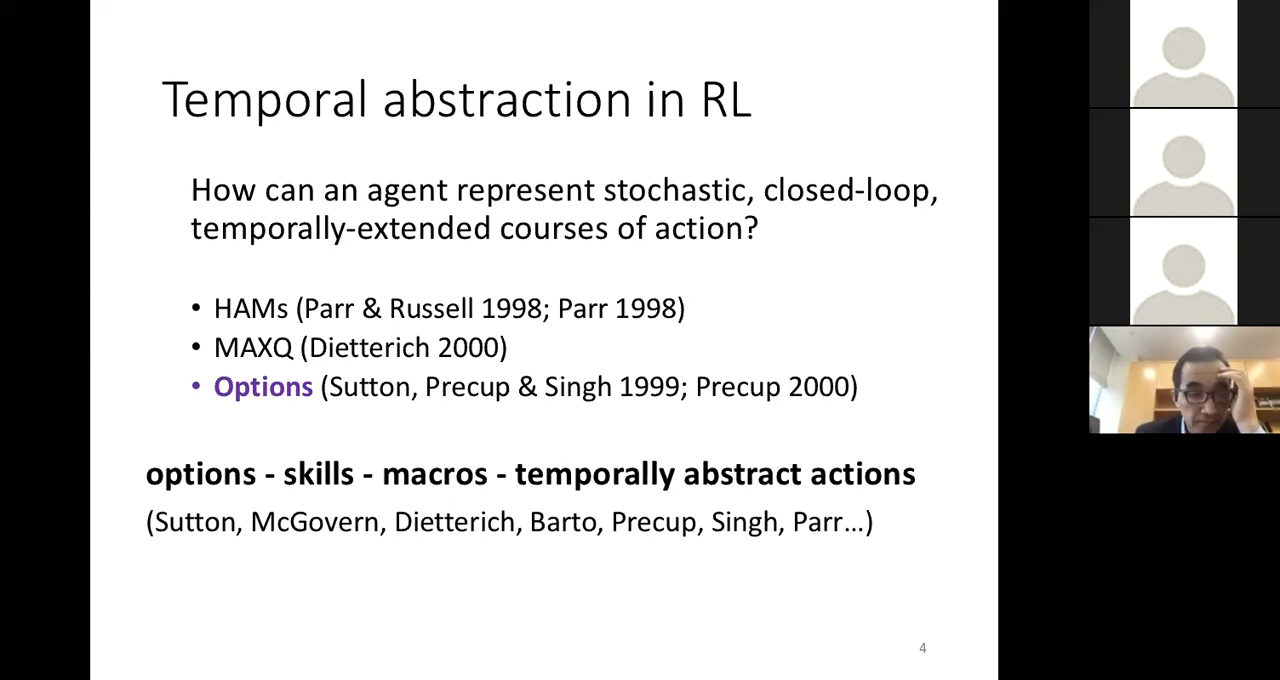 Temporal abstraction in RL
How can an agent represent stochastic, closed-loop,
temporally-extended courses of action?
• HAMs (Parr & Russell 1998; Parr 1998)
• MAXQ (Dietterich 2000)
• Options (Sutton, Precup & Singh 1999; Precup 2000)
options - skills - macros - temporally abstract actions
(Sutton, McGovern, Dietterich, Barto, Precup, Singh, Parr…)
4